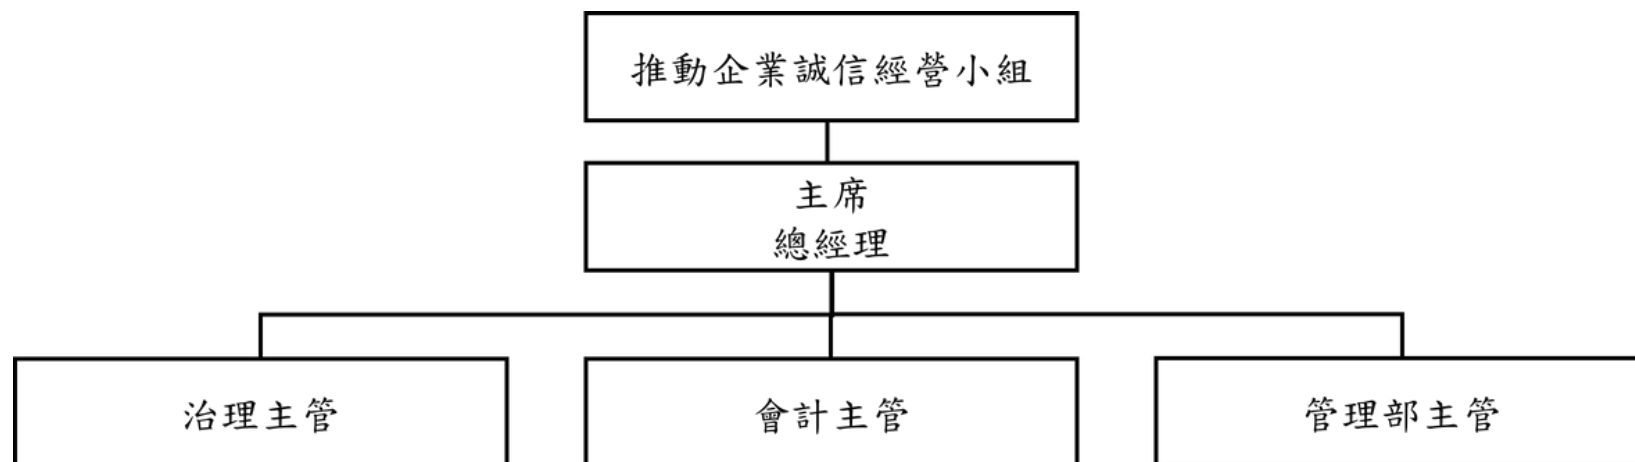 推動企業誠信經營小組
主席
總經理
治理主管
會計主管
管理部主管